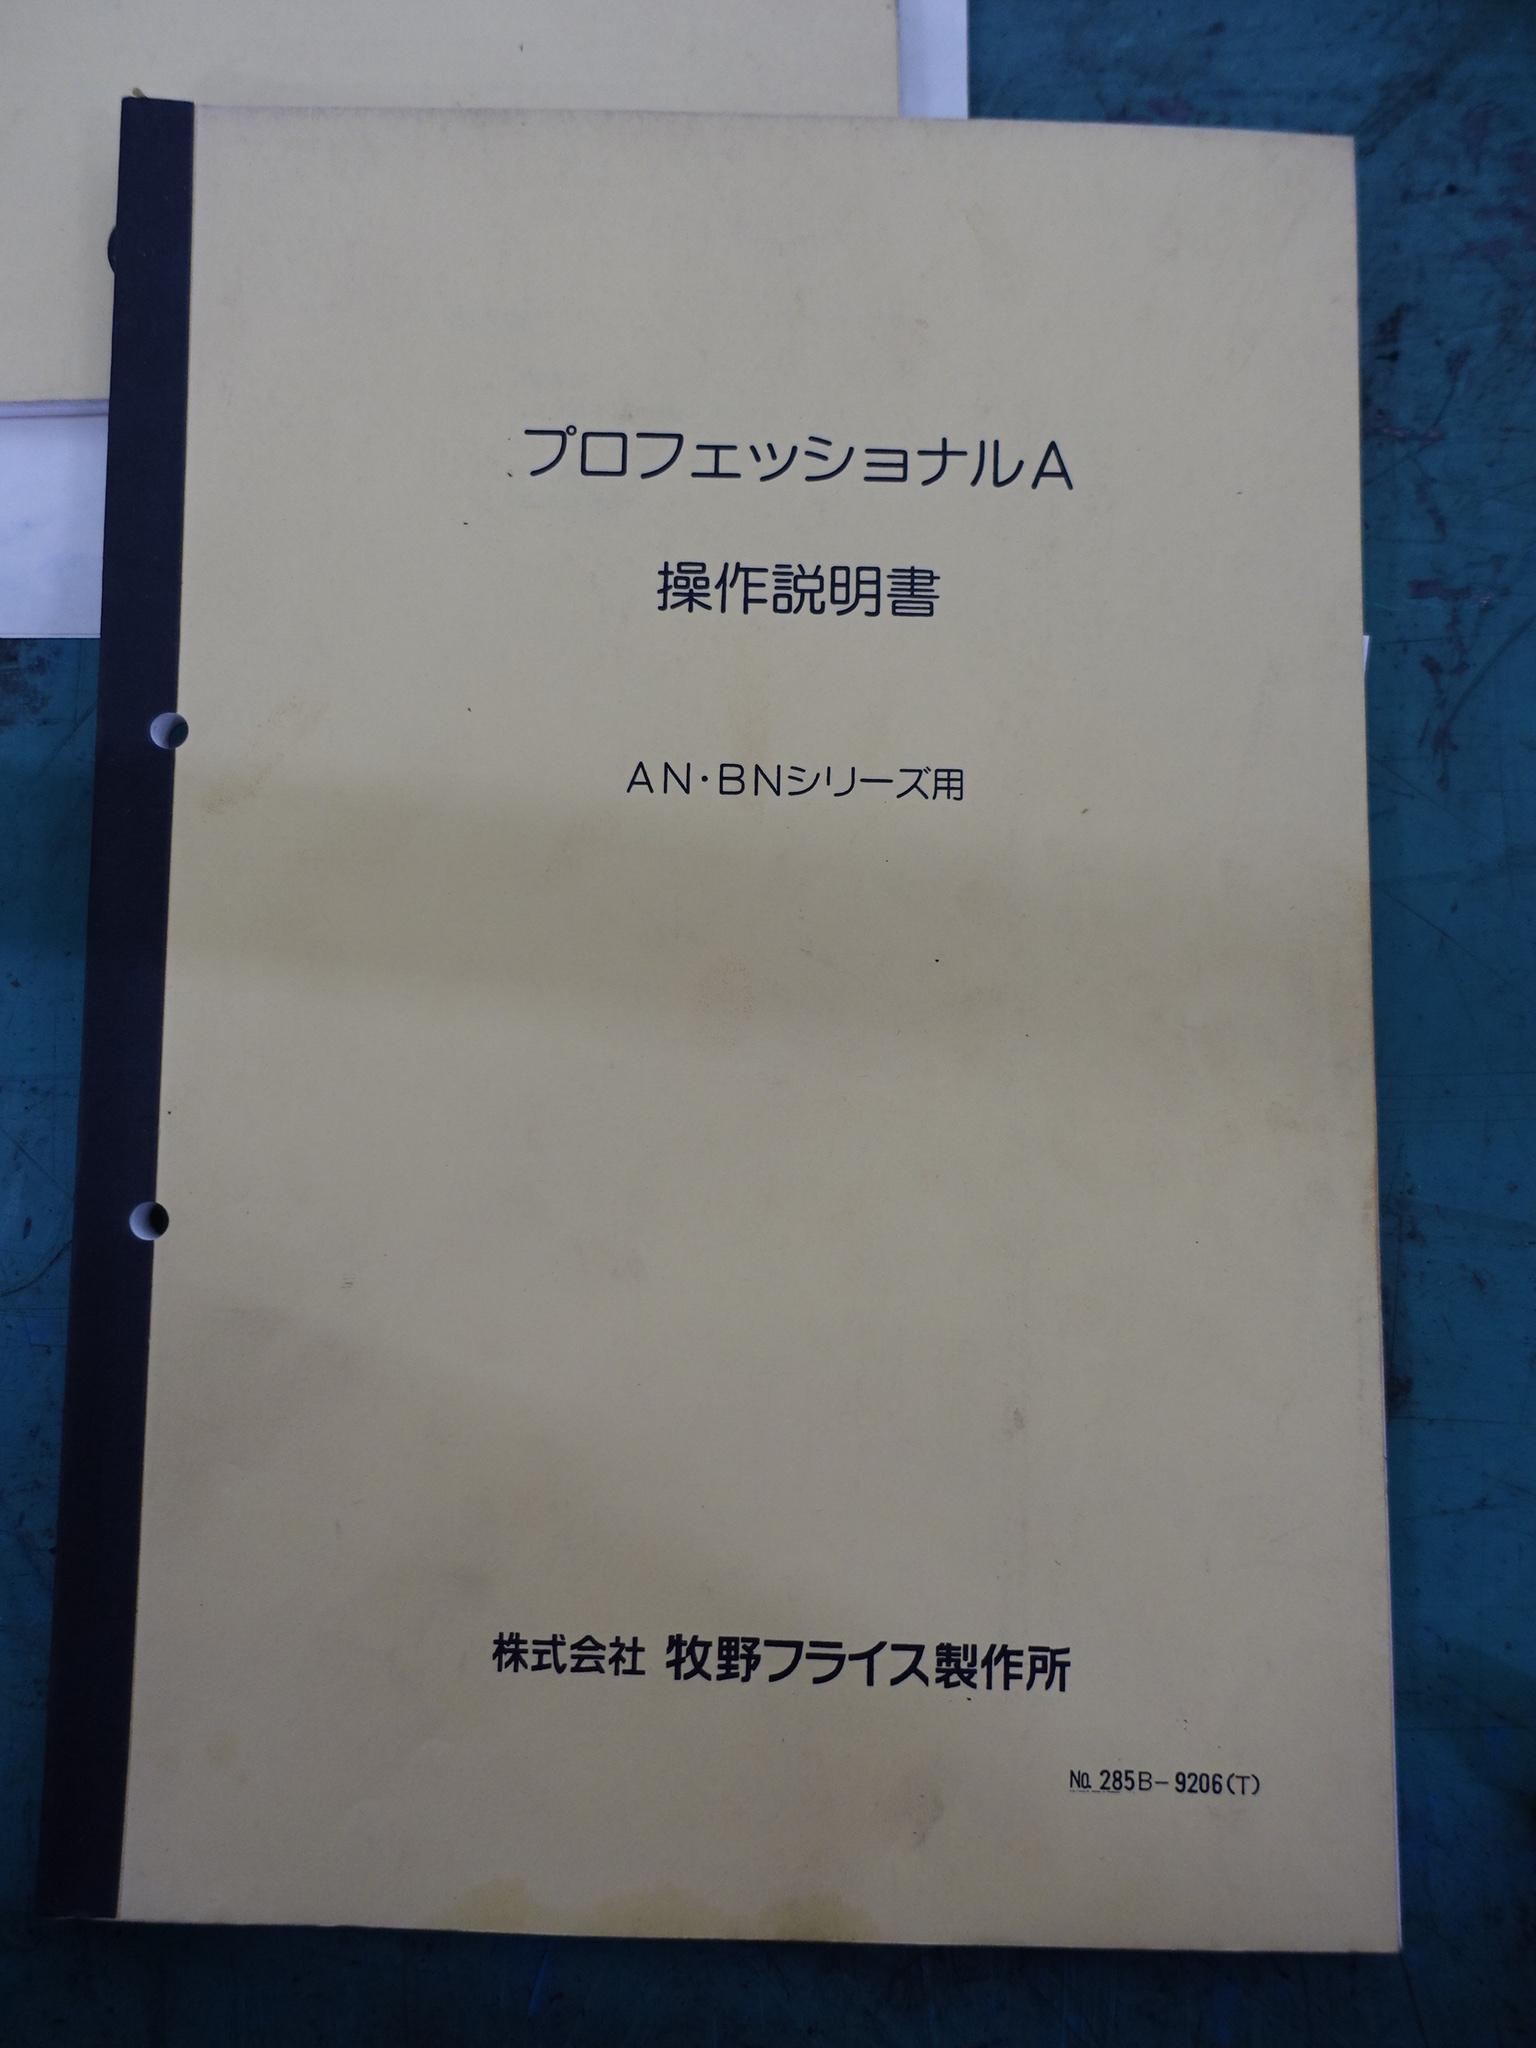 プロフェッショナルA
操作説明書
AN・BNシリーズ用
株式会社 牧野フライス製作所
No. 285B-9206(T)